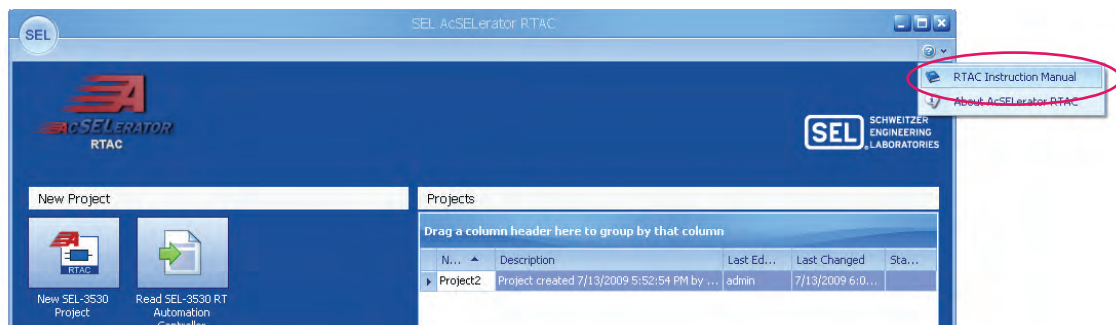 SEL AcSELerator RTAC
SEL
RTAC Instruction Manual
About AcSELerator RTAC
ACSELERATOR
RTAC
SEL
SCHWEITZER
ENGINEERING
LABORATORIES
New Project
Projects
Drag a column header here to group by that column
N... Description Last Ed... Last Changed Sta...
Project2 Project created 7/13/2009 5:52:54 PM by ... admin 7/13/2009 6:0...
RTAC
New SEL-3530
Project
Read SEL-3530 RT
Automation
Controller